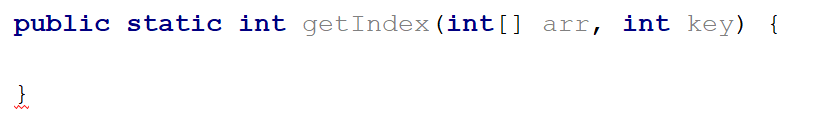 public static int getIndex(int[] arr, int key) {
}